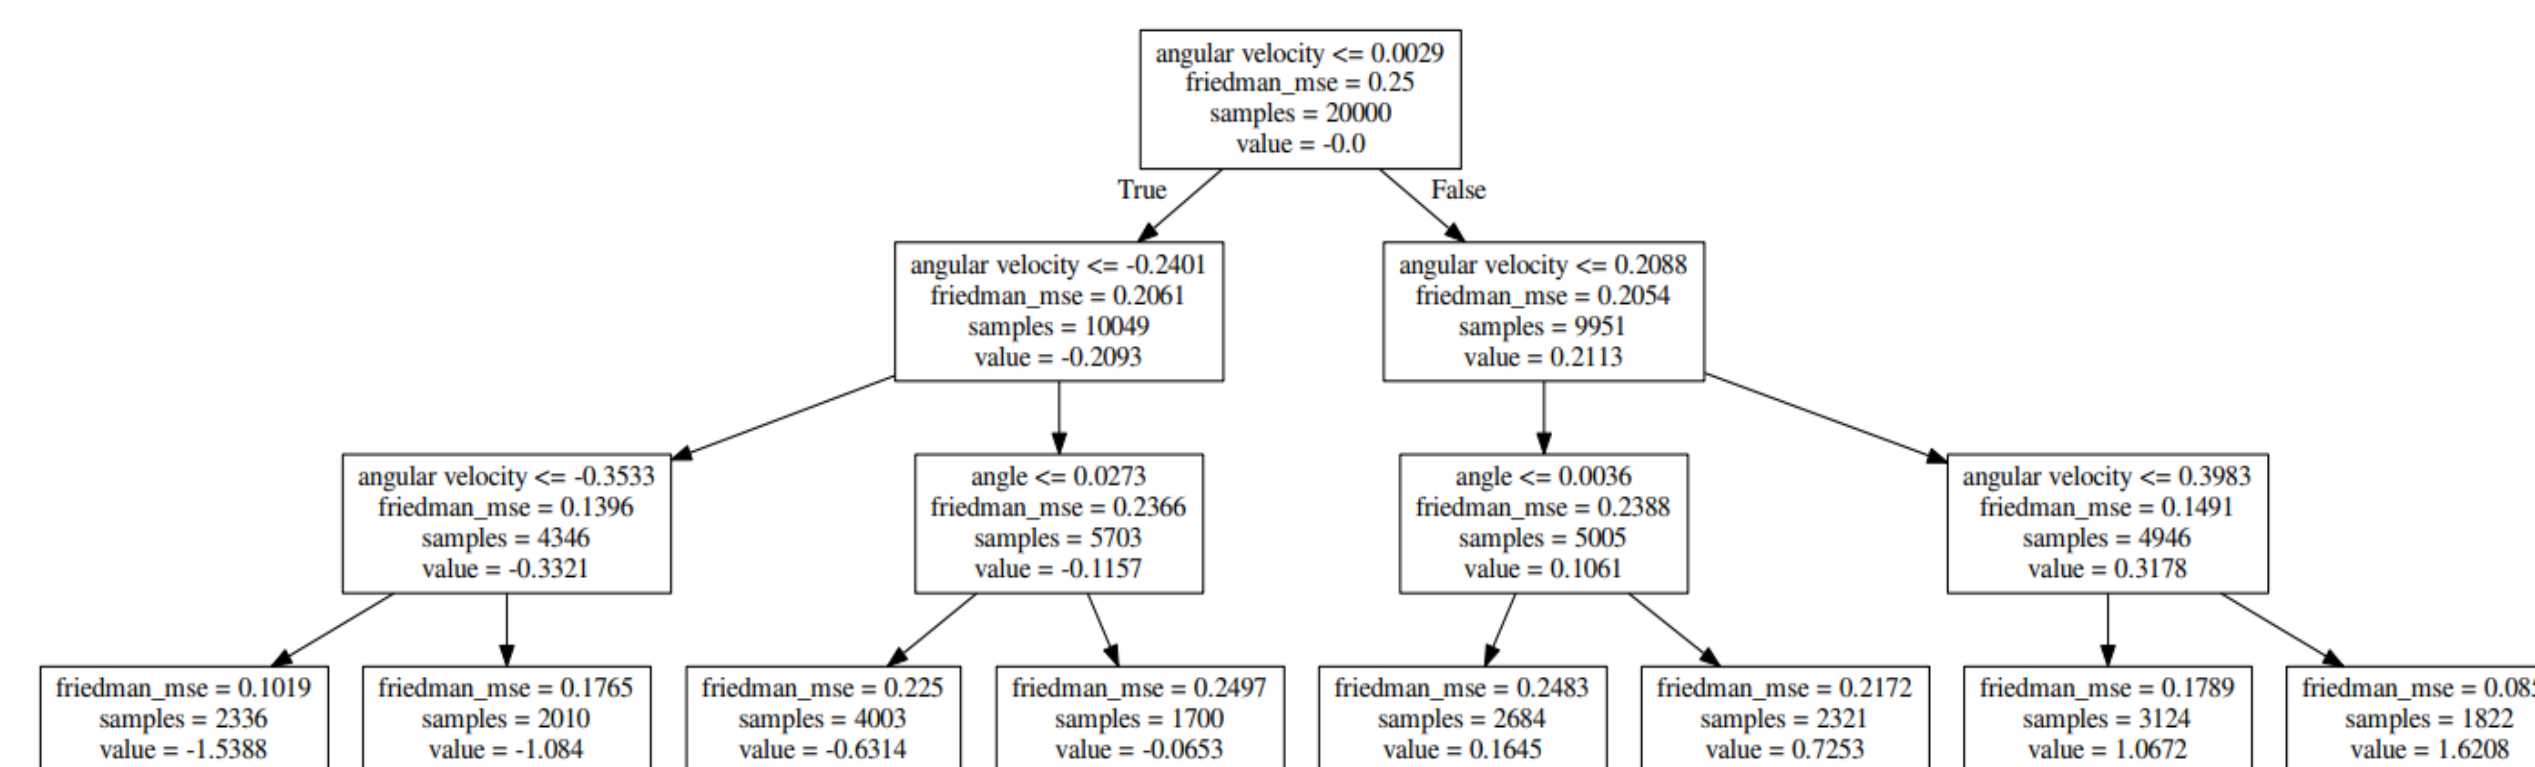 angular velocity <= 0.0029
friedman_mse = 0.25
samples = 20000
value = -0.0
True
False
angular velocity <= -0.2401
friedman_mse = 0.2061
samples = 10049
value = -0.2093
angular velocity <= 0.2088
friedman_mse = 0.2054
samples = 9951
value = 0.2113
angular velocity <= -0.3533
friedman_mse = 0.1396
samples = 4346
value = -0.3321
angle <= 0.0273
friedman_mse = 0.2366
samples = 5703
value = -0.1157
angle <= 0.0036
friedman_mse = 0.2388
samples = 5005
value = 0.1061
angular velocity <= 0.3983
friedman_mse = 0.1491
samples = 4946
value = 0.3178
friedman_mse = 0.1019
samples = 2336
value = -1.5388
friedman_mse = 0.1765
samples = 2010
value = -1.084
friedman_mse = 0.225
samples = 4003
value = -0.6314
friedman_mse = 0.2497
samples = 1700
value = -0.0653
friedman_mse = 0.2483
samples = 2684
value = 0.1645
friedman_mse = 0.2172
samples = 2321
value = 0.7253
friedman_mse = 0.1789
samples = 3124
value = 1.0672
friedman_mse =
samples = 1822
value = 1.6208